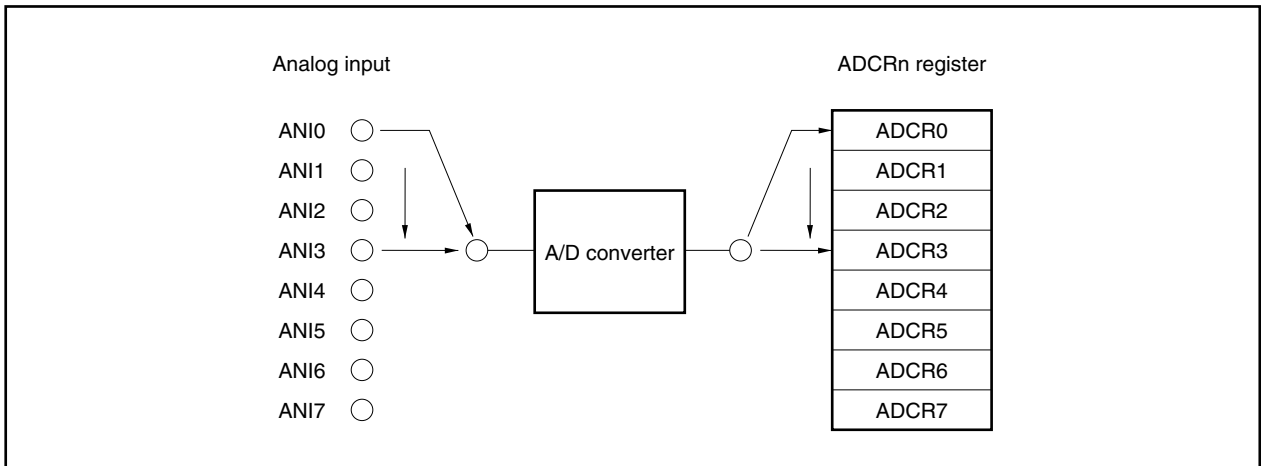 Analog input
ADCRn register
ANI0
ANI1
ANI2
ANI3
ANI4
ANI5
ANI6
ANI7
A/D converter
ADCR0
ADCR1
ADCR2
ADCR3
ADCR4
ADCR5
ADCR6
ADCR7